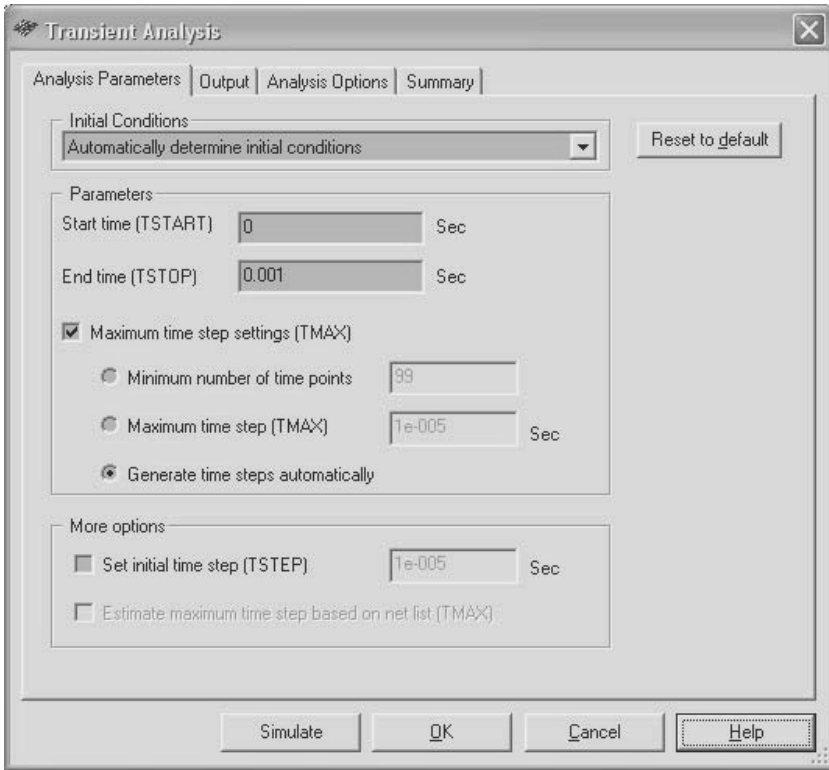 Transient Analysis
Analysis Parameters Output Analysis Options Summary
Initial Conditions
Automatically determine initial conditions
Reset to default
Parameters
Start time (TSTART) 0 Sec
End time (TSTOP) 0.001 Sec
Maximum time step settings (TMAX)
Minimum number of time points 99
Maximum time step (TMAX) 1e-005 Sec
Generate time steps automatically
More options
Set initial time step (TSTEP) 1e-005 Sec
Estimate maximum time step based on net list (TMAX)
Simulate OK Cancel Help